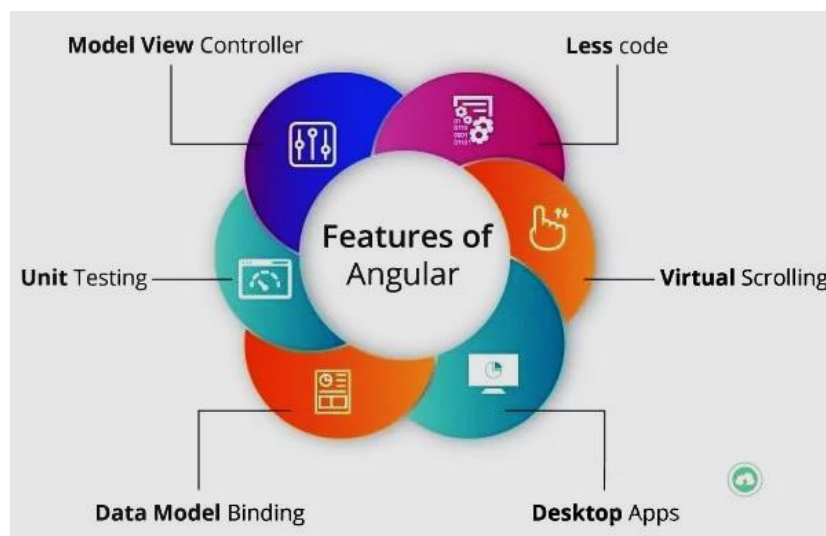 Model View Controller
Less code
Features of
Angular
Unit Testing
Virtual Scrolling
Data Model Binding
Desktop Apps